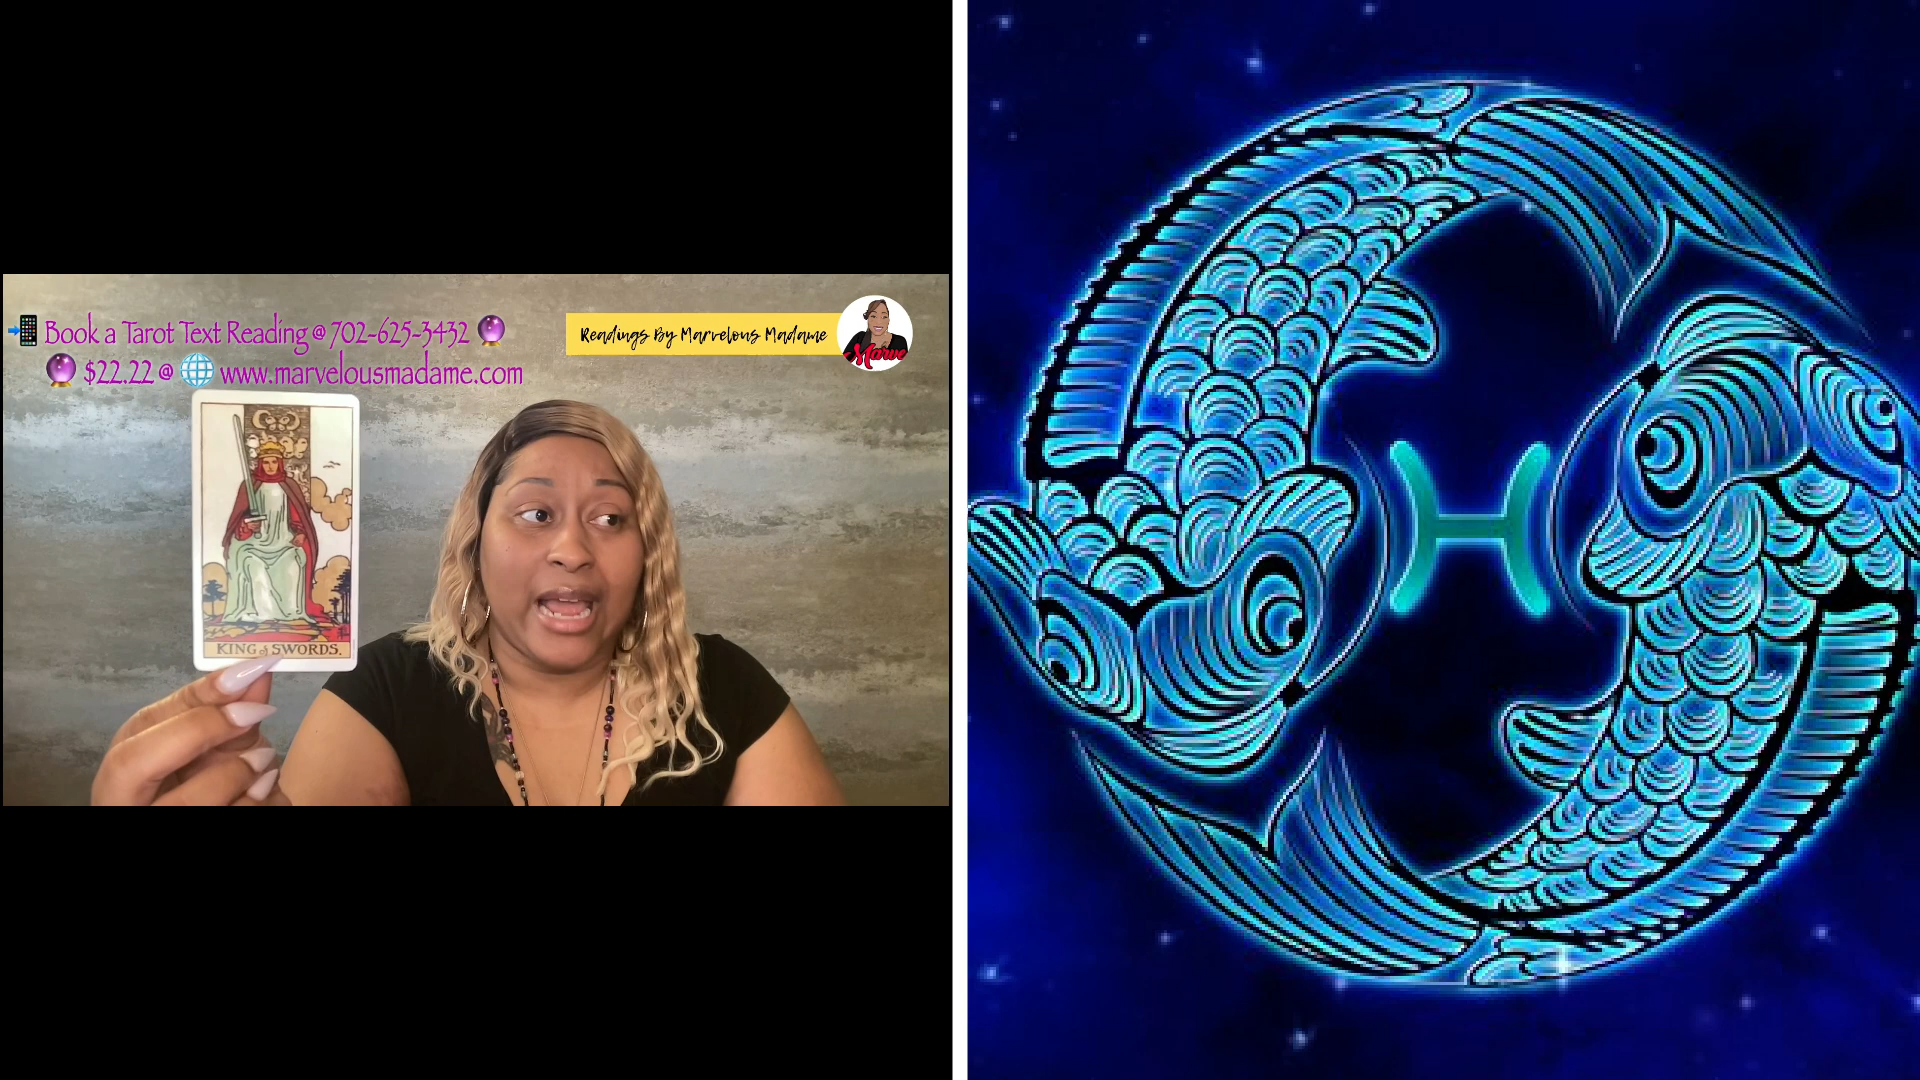 📲 Book a Tarot Text Reading @ 702-625-3432 🔮
🔮 $22.22 @ 🌐 www.marvelousmadame.com
Readings By Marvelous Madame
Marve
KING of SWORDS.